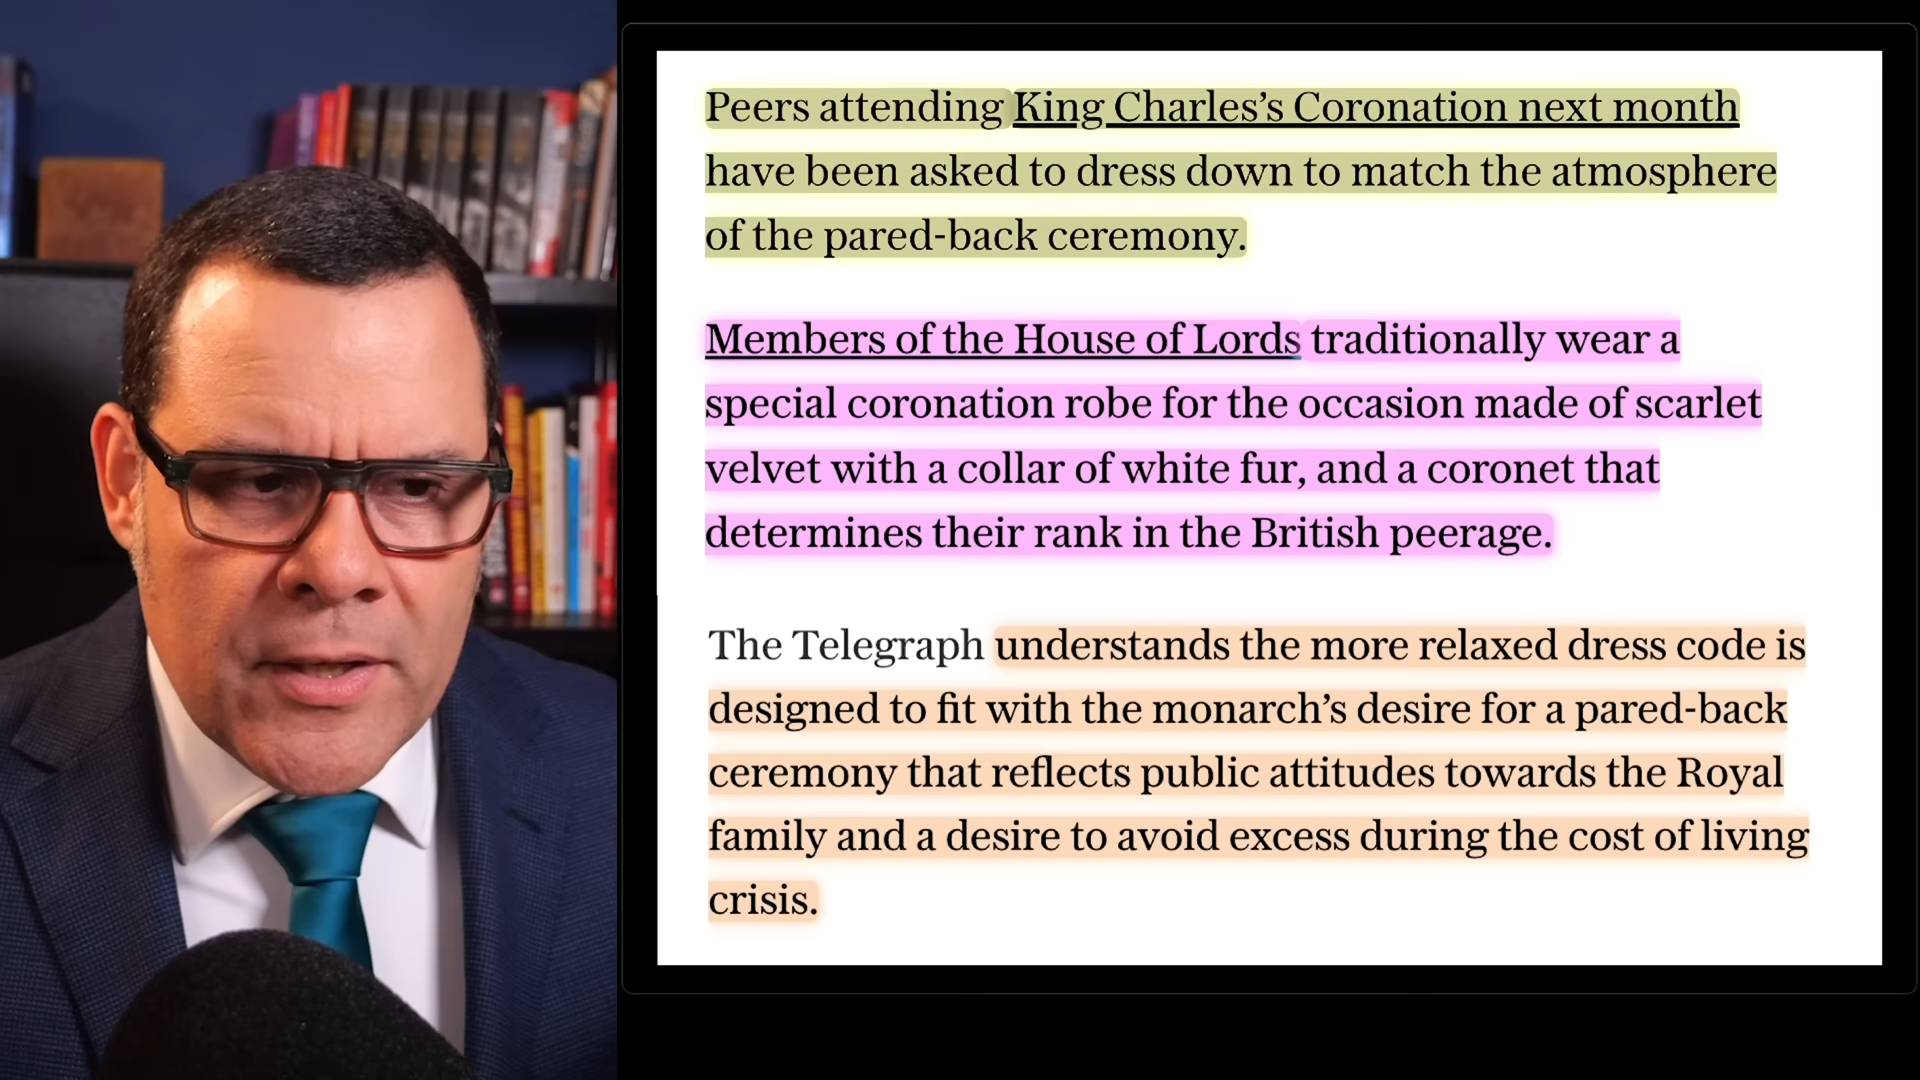 Peers attending King Charles’s Coronation next month
have been asked to dress down to match the atmosphere
of the pared-back ceremony.
Members of the House of Lords traditionally wear a
special coronation robe for the occasion made of scarlet
velvet with a collar of white fur, and a coronet that
determines their rank in the British peerage.
The Telegraph understands the more relaxed dress code is
designed to fit with the monarch’s desire for a pared-back
ceremony that reflects public attitudes towards the Royal
family and a desire to avoid excess during the cost of living
crisis.